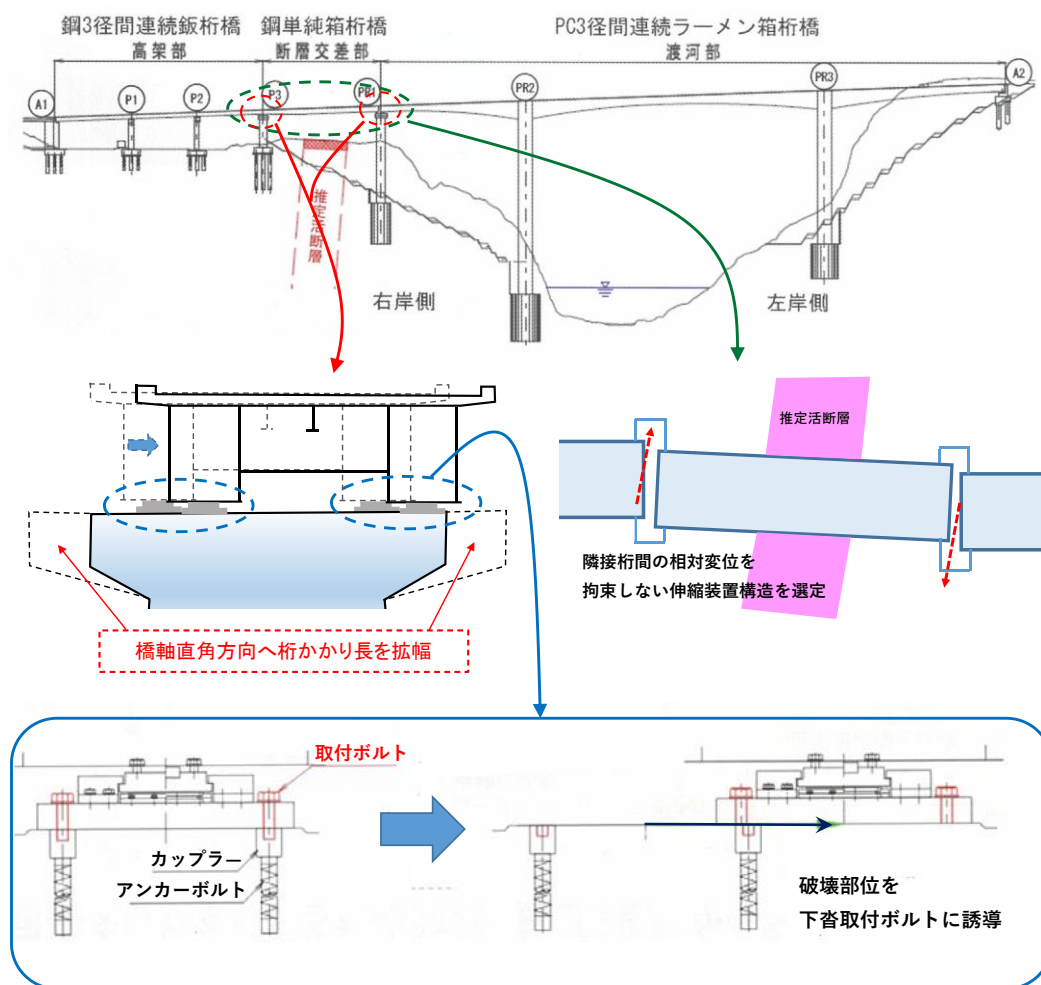 鋼3径間連続鈑桁橋
鋼単純箱桁橋
PC3径間連続ラーメン箱桁橋
高架部
断層交差部
渡河部
A1
P1
P2
P3
PR1
PR2
PR3
A2
推定活断層
右岸側
左岸側
推定活断層
隣接桁間の相対変位を
拘束しない伸縮装置構造を選定
橋軸直角方向へ桁かかり長を拡幅
取付ボルト
カップラー
アンカーボルト
破壊部位を
下沓取付ボルトに誘導